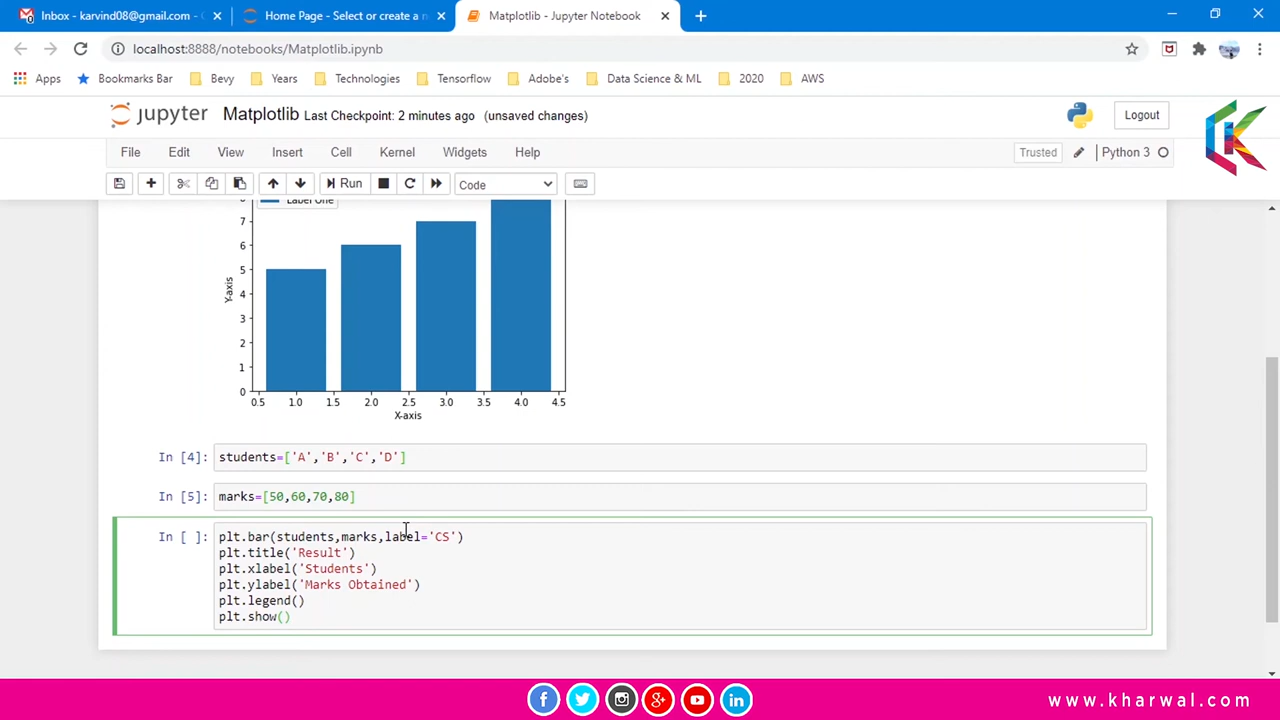 Inbox - karvind08@gmail.com -
Home Page - Select or create a n
Matplotlib - Jupyter Notebook
localhost:8888/notebooks/Matplotlib.ipynb
Apps
Bookmarks Bar
Bevy
Years
Technologies
Tensorflow
Adobe's
Data Science & ML
2020
AWS
jupyter
Matplotlib Last Checkpoint: 2 minutes ago (unsaved changes)
Logout
File Edit View Insert Cell Kernel Widgets Help
Trusted
Python 3
Run
Code
Label One
8
7
6
5
4
3
2
1
0
Y-axis
0.5 1.0 1.5 2.0 2.5 3.0 3.5 4.0 4.5
X-axis
In [4]: students=['A','B','C','D']
In [5]: marks=[50,60,70,80]
In [ ]: plt.bar(students,marks,label='CS')
plt.title('Result')
plt.xlabel('Students')
plt.ylabel('Marks Obtained')
plt.legend()
plt.show()
www.kharwal.com